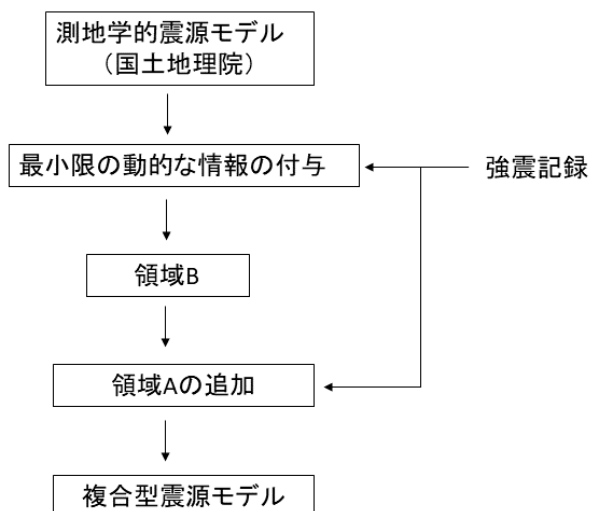 測地学的震源モデル
（国土地理院）
最小限の動的な情報の付与
強震記録
領域B
領域Aの追加
複合型震源モデル